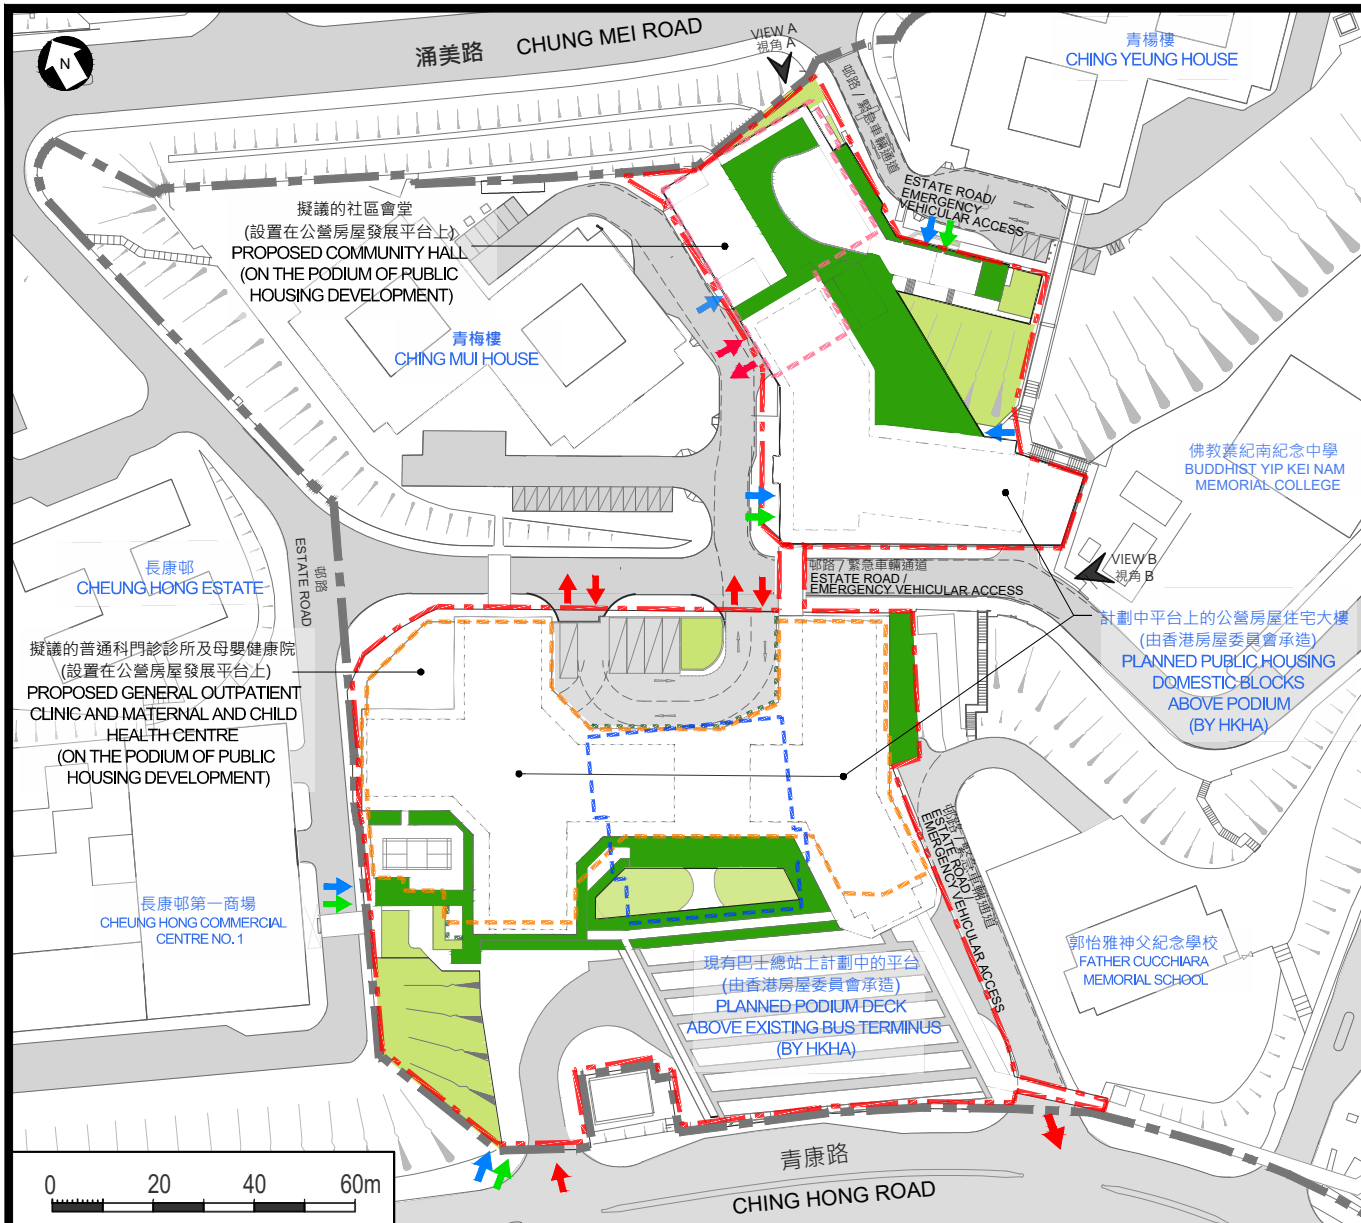 N
涌美路 CHUNG MEI ROAD
VIEW A
視角 A
青楊樓
CHING YEUNG HOUSE
邨路 / 緊急車輛通道
ESTATE ROAD/
EMERGENCY
VEHICULAR ACCESS
擬議的社區會堂
(設置在公營房屋發展平台上)
PROPOSED COMMUNITY HALL
(ON THE PODIUM OF PUBLIC
HOUSING DEVELOPMENT)
青梅樓
CHING MUI HOUSE
佛教葉紀南紀念中學
BUDDHIST YIP KEI NAM
MEMORIAL COLLEGE
VIEW B
視角 B
邨路 / 緊急車輛通道
ESTATE ROAD /
EMERGENCY VEHICULAR ACCESS
長康邨
CHEUNG HONG ESTATE
邨路
ESTATE ROAD
計劃中平台上的公營房屋住宅大樓
(由香港房屋委員會承造)
PLANNED PUBLIC HOUSING
DOMESTIC BLOCKS
ABOVE PODIUM
(BY HKHA)
擬議的普通科門診診所及母嬰健康院
(設置在公營房屋發展平台上)
PROPOSED GENERAL OUTPATIENT
CLINIC AND MATERNAL AND CHILD
HEALTH CENTRE
(ON THE PODIUM OF PUBLIC
HOUSING DEVELOPMENT)
邨路 / 緊急車輛通道
ESTATE ROAD /
EMERGENCY VEHICULAR ACCESS
長康邨第一商場
CHEUNG HONG COMMERCIAL
CENTRE NO. 1
郭怡雅神父紀念學校
FATHER CUCCHIARA
MEMORIAL SCHOOL
現有巴士總站上計劃中的平台
(由香港房屋委員會承造)
PLANNED PODIUM DECK
ABOVE EXISTING BUS TERMINUS
(BY HKHA)
青康路
CHING HONG ROAD
0 20 40 60m